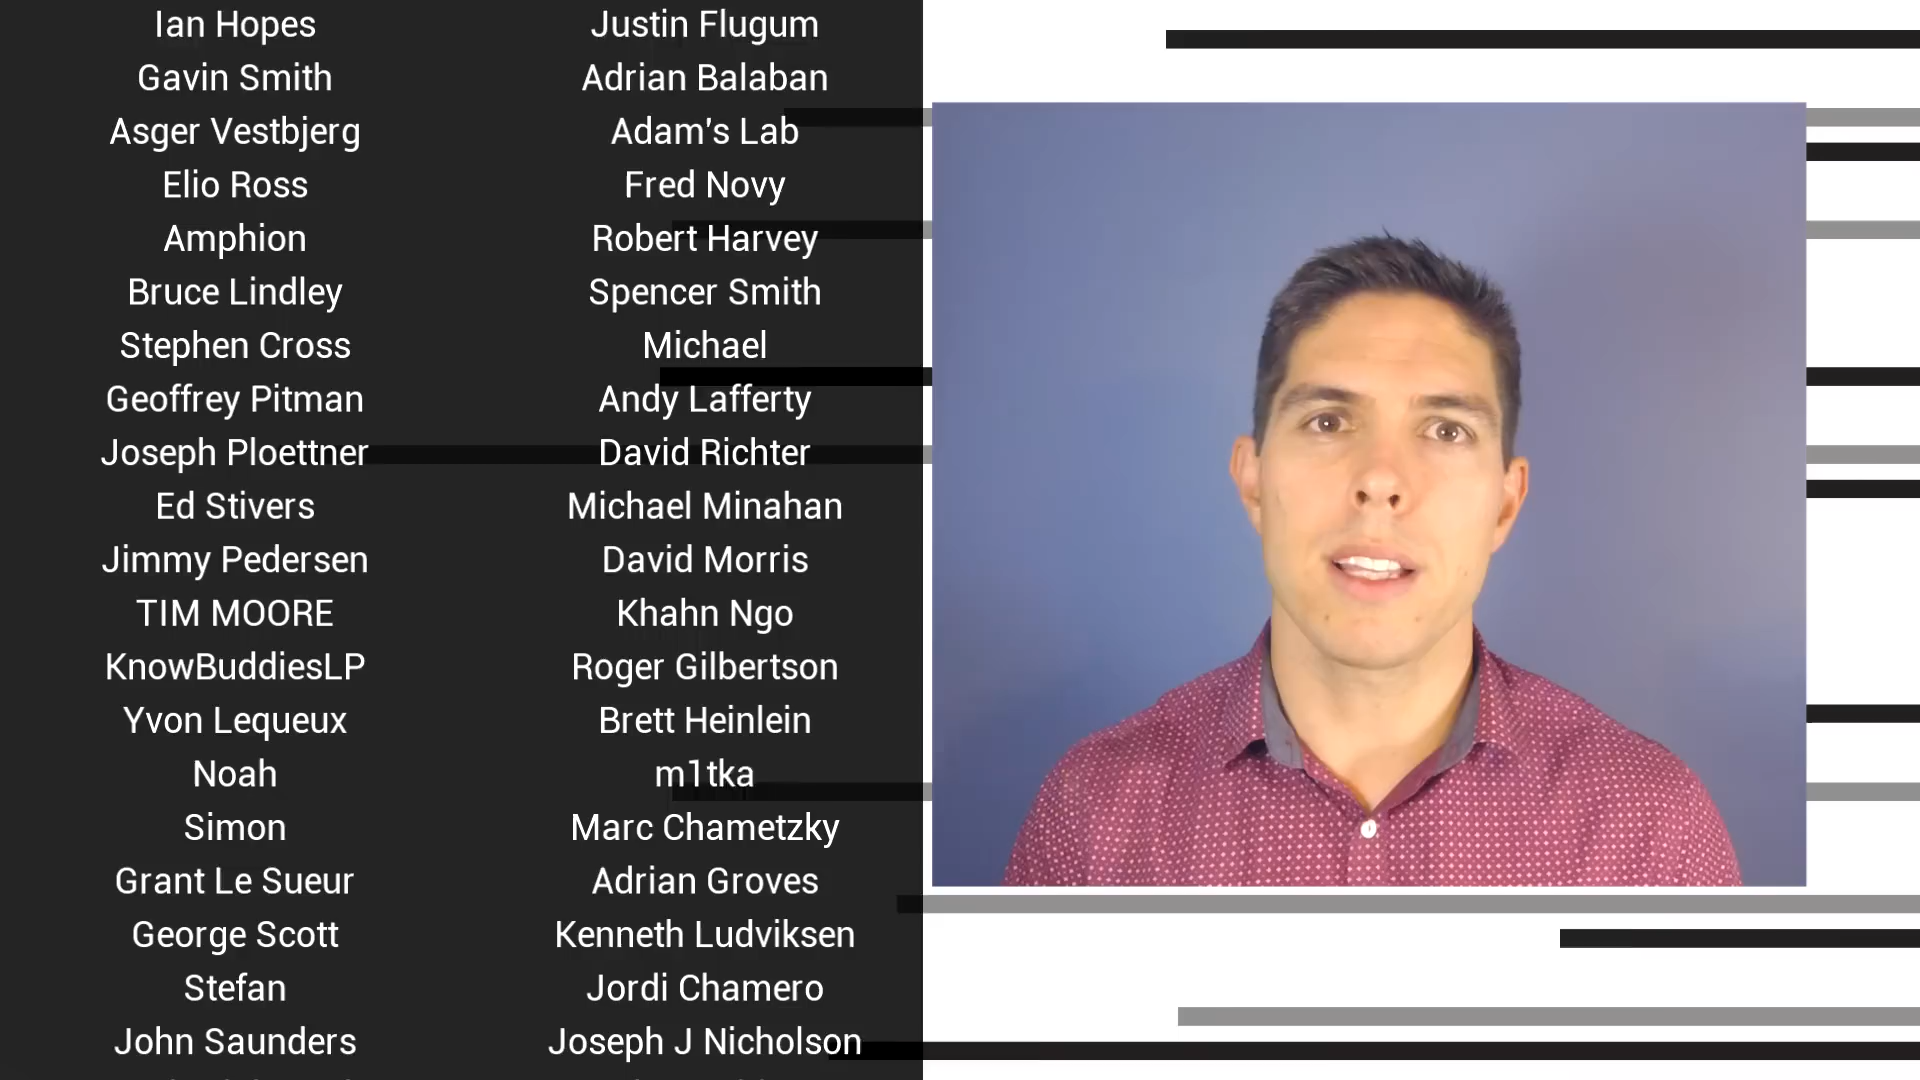 Ian Hopes
Gavin Smith
Asger Vestbjerg
Elio Ross
Amphion
Bruce Lindley
Stephen Cross
Geoffrey Pitman
Joseph Ploettner
Ed Stivers
Jimmy Pedersen
TIM MOORE
KnowBuddiesLP
Yvon Lequeux
Noah
Simon
Grant Le Sueur
George Scott
Stefan
John Saunders
Justin Flugum
Adrian Balaban
Adam's Lab
Fred Novy
Robert Harvey
Spencer Smith
Michael
Andy Lafferty
David Richter
Michael Minahan
David Morris
Khahn Ngo
Roger Gilbertson
Brett Heinlein
m1tka
Marc Chametzky
Adrian Groves
Kenneth Ludviksen
Jordi Chamero
Joseph J Nicholson